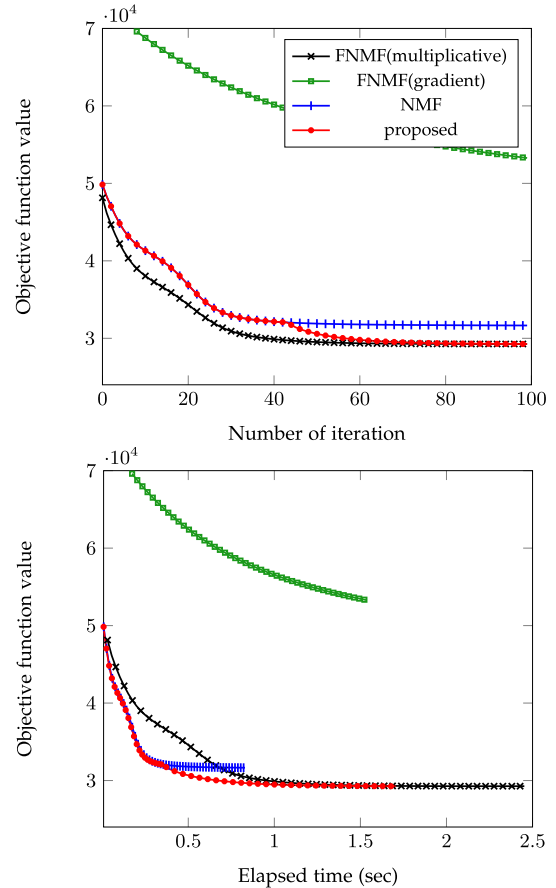 ·10⁴
7
6
5
4
3
Objective function value
FNMF(multiplicative)
FNMF(gradient)
NMF
proposed
0 20 40 60 80 100
Number of iteration
·10⁴
7
6
5
4
3
Objective function value
0.5 1 1.5 2 2.5
Elapsed time (sec)